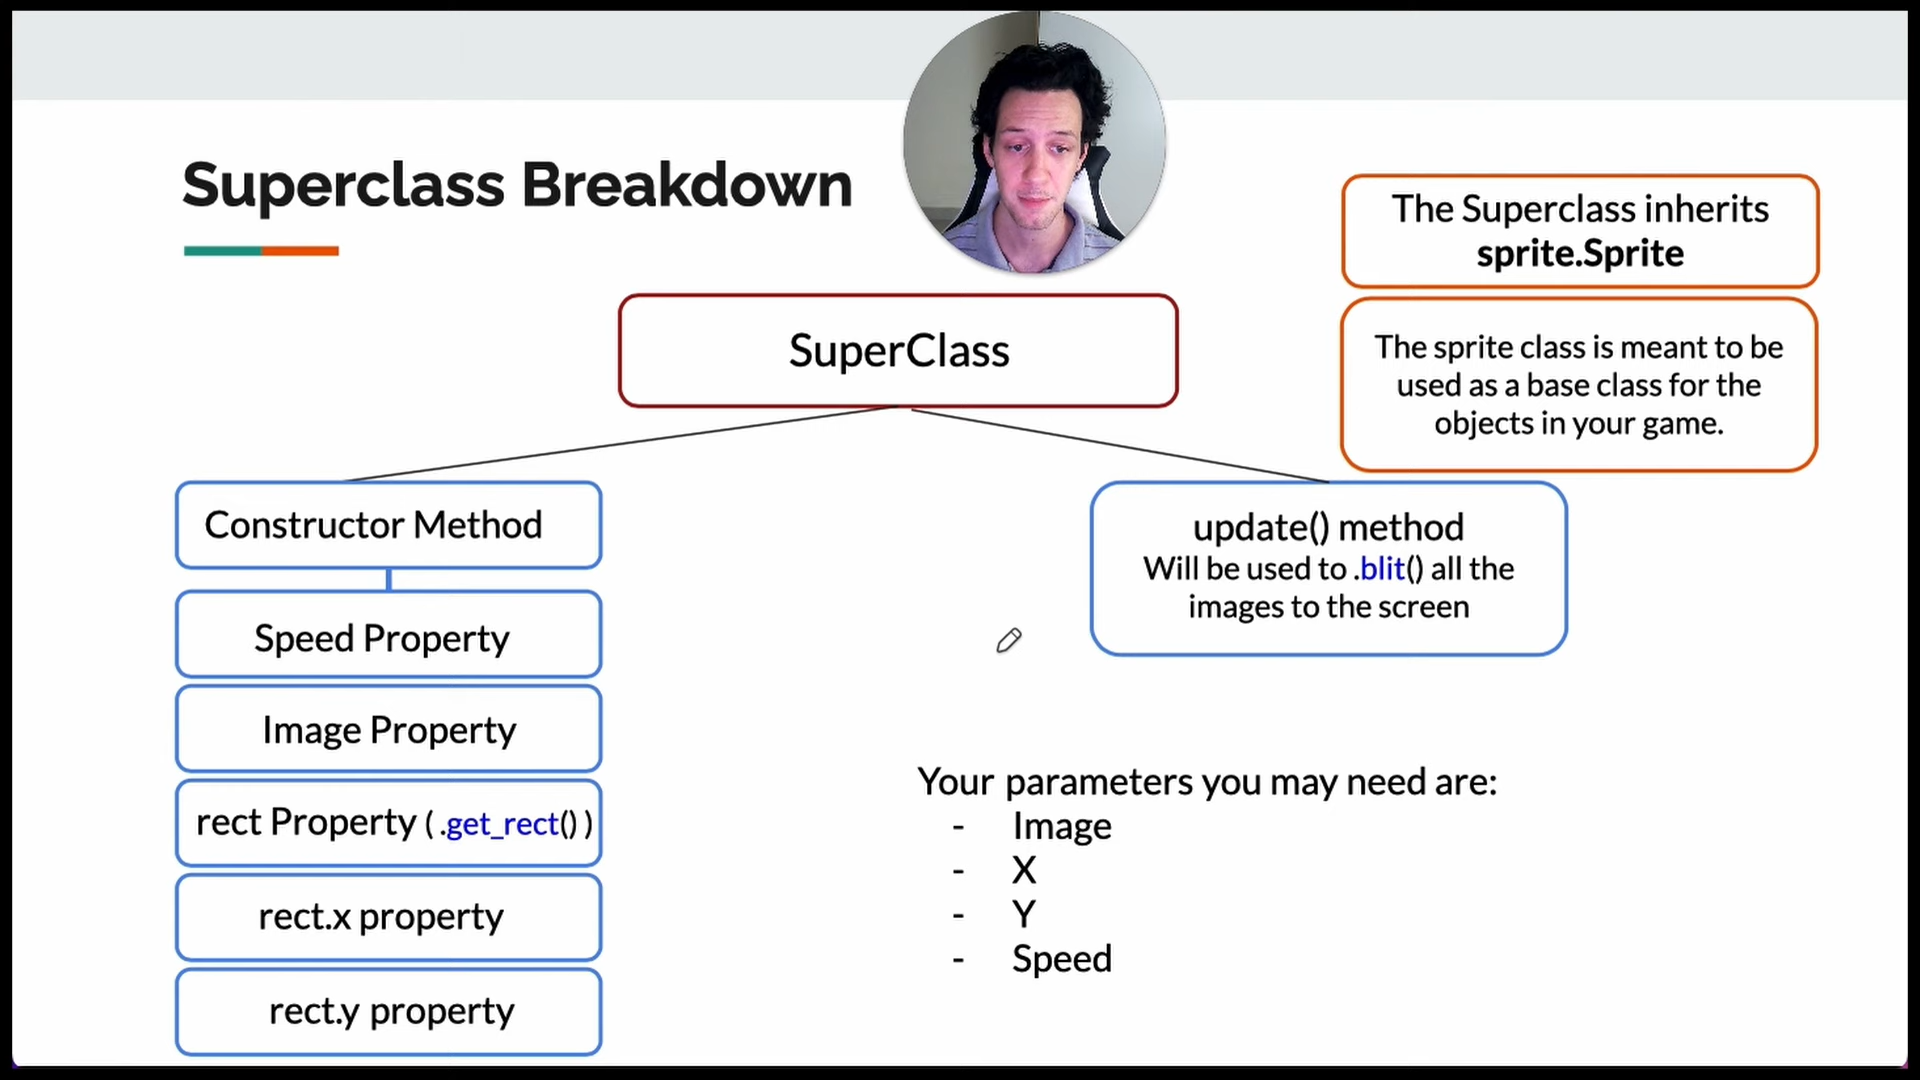 Superclass Breakdown
The Superclass inherits
sprite.Sprite
SuperClass
The sprite class is meant to be
used as a base class for the
objects in your game.
Constructor Method
Speed Property
Image Property
rect Property ( .get_rect() )
rect.x property
rect.y property
update() method
Will be used to .blit() all the
images to the screen
Your parameters you may need are:
- Image
- X
- Y
- Speed